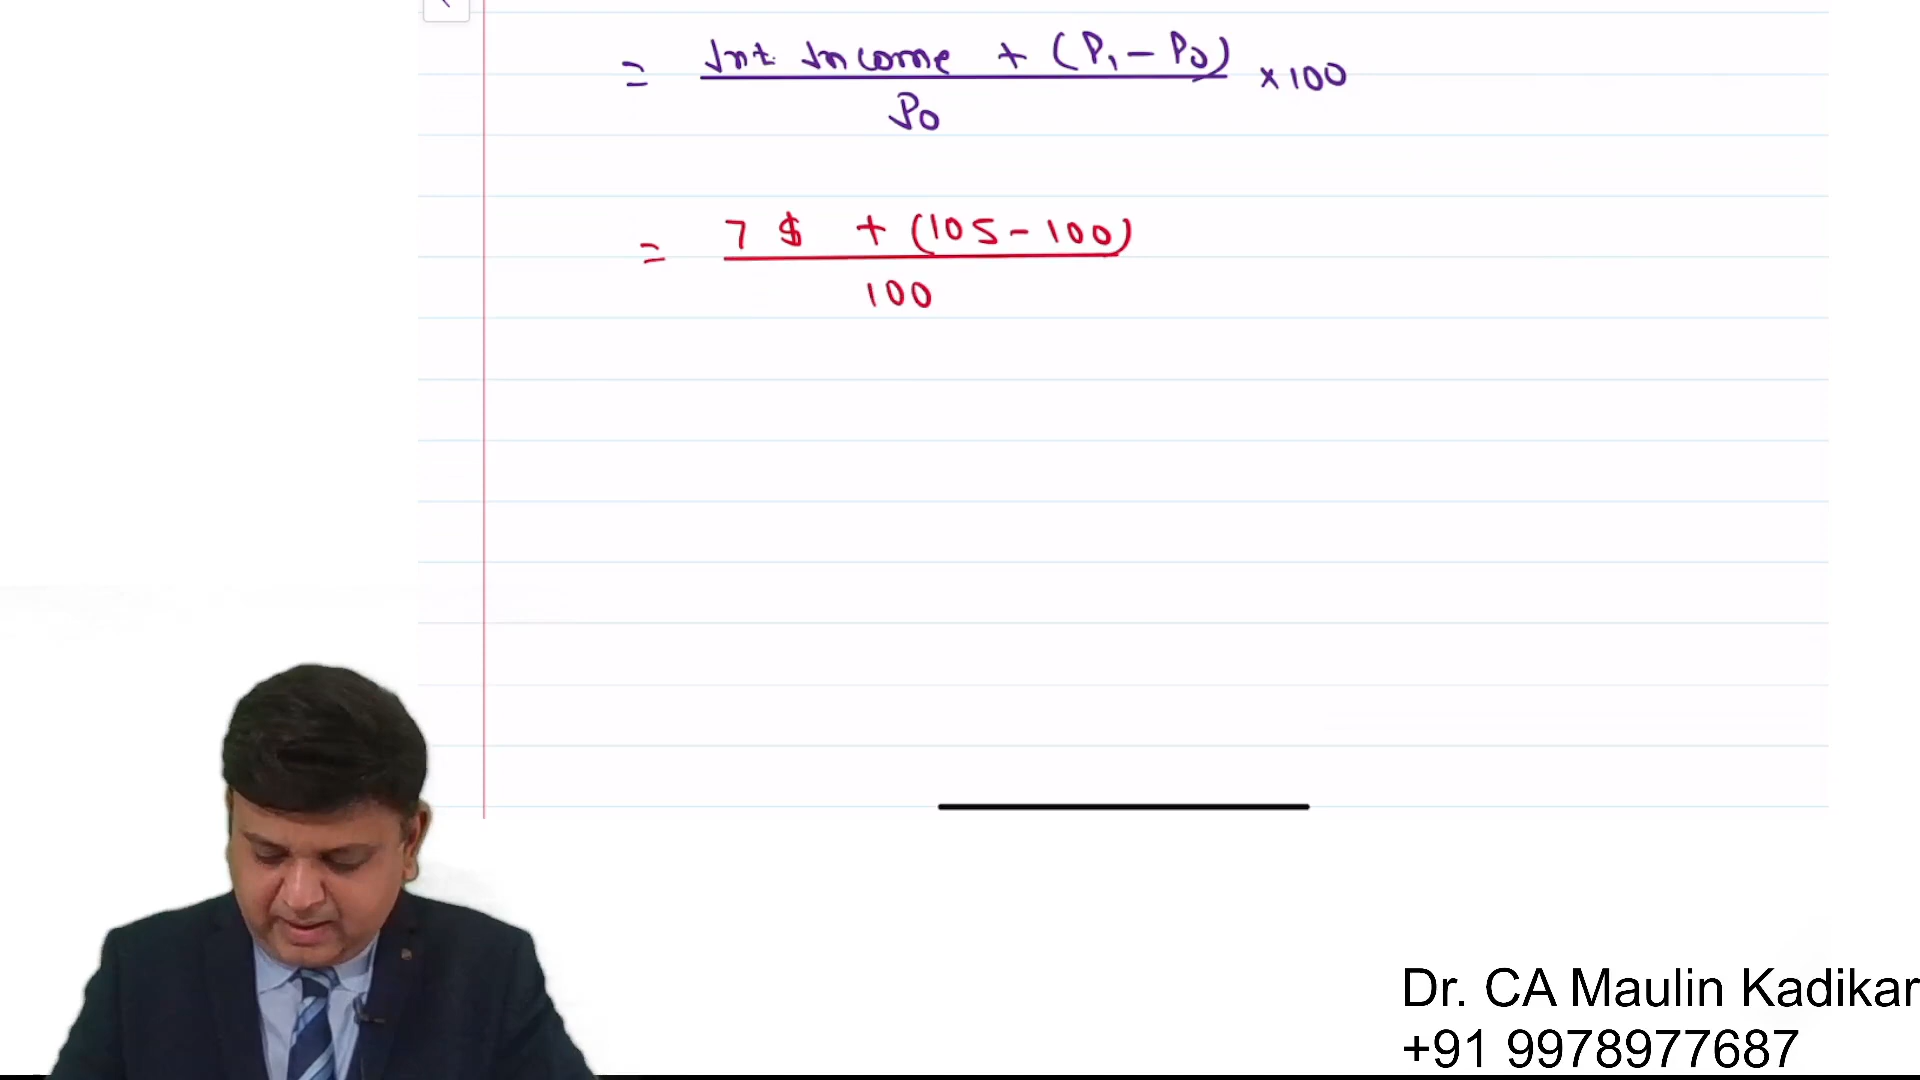 = Int. Income + (P₁ - P₀)
P₀
× 100
= 7 $ + (105 - 100)
100
Dr. CA Maulin Kadikar
+91 9978977687